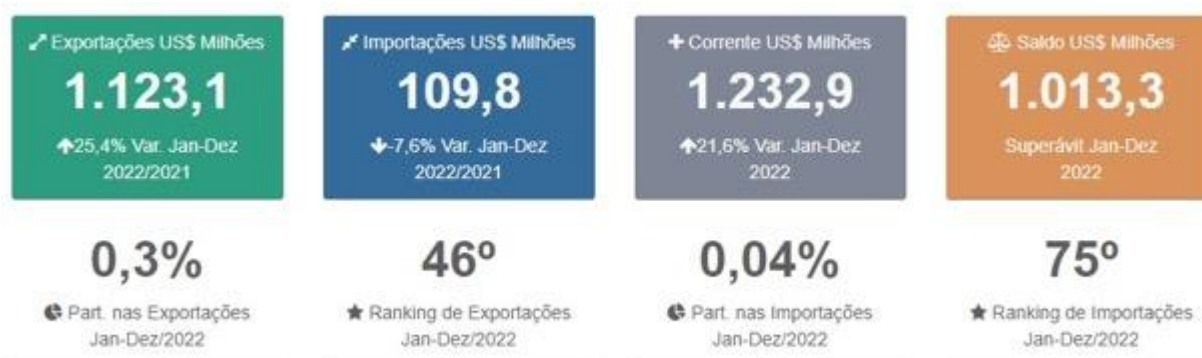 Exportações US$ Milhões
1.123,1
25,4% Var. Jan-Dez
2022/2021
Importações US$ Milhões
109,8
-7,6% Var. Jan-Dez
2022/2021
Corrente US$ Milhões
1.232,9
21,6% Var. Jan-Dez
2022
Saldo US$ Milhões
1.013,3
Superávit Jan-Dez
2022
0,3%
Part. nas Exportações
Jan-Dez/2022
46º
Ranking de Exportações
Jan-Dez/2022
0,04%
Part. nas Importações
Jan-Dez/2022
75º
Ranking de Importações
Jan-Dez/2022